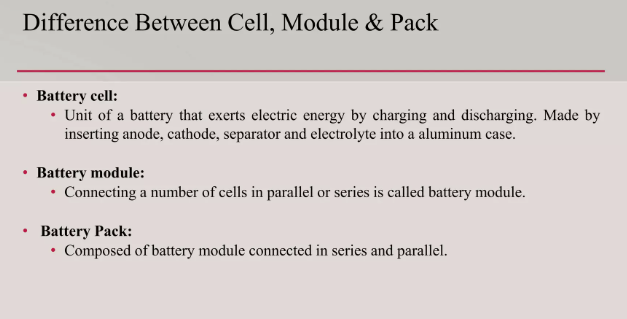 Difference Between Cell, Module & Pack
• Battery cell:
• Unit of a battery that exerts electric energy by charging and discharging. Made by
inserting anode, cathode, separator and electrolyte into a aluminum case.
• Battery module:
• Connecting a number of cells in parallel or series is called battery module.
• Battery Pack:
• Composed of battery module connected in series and parallel.